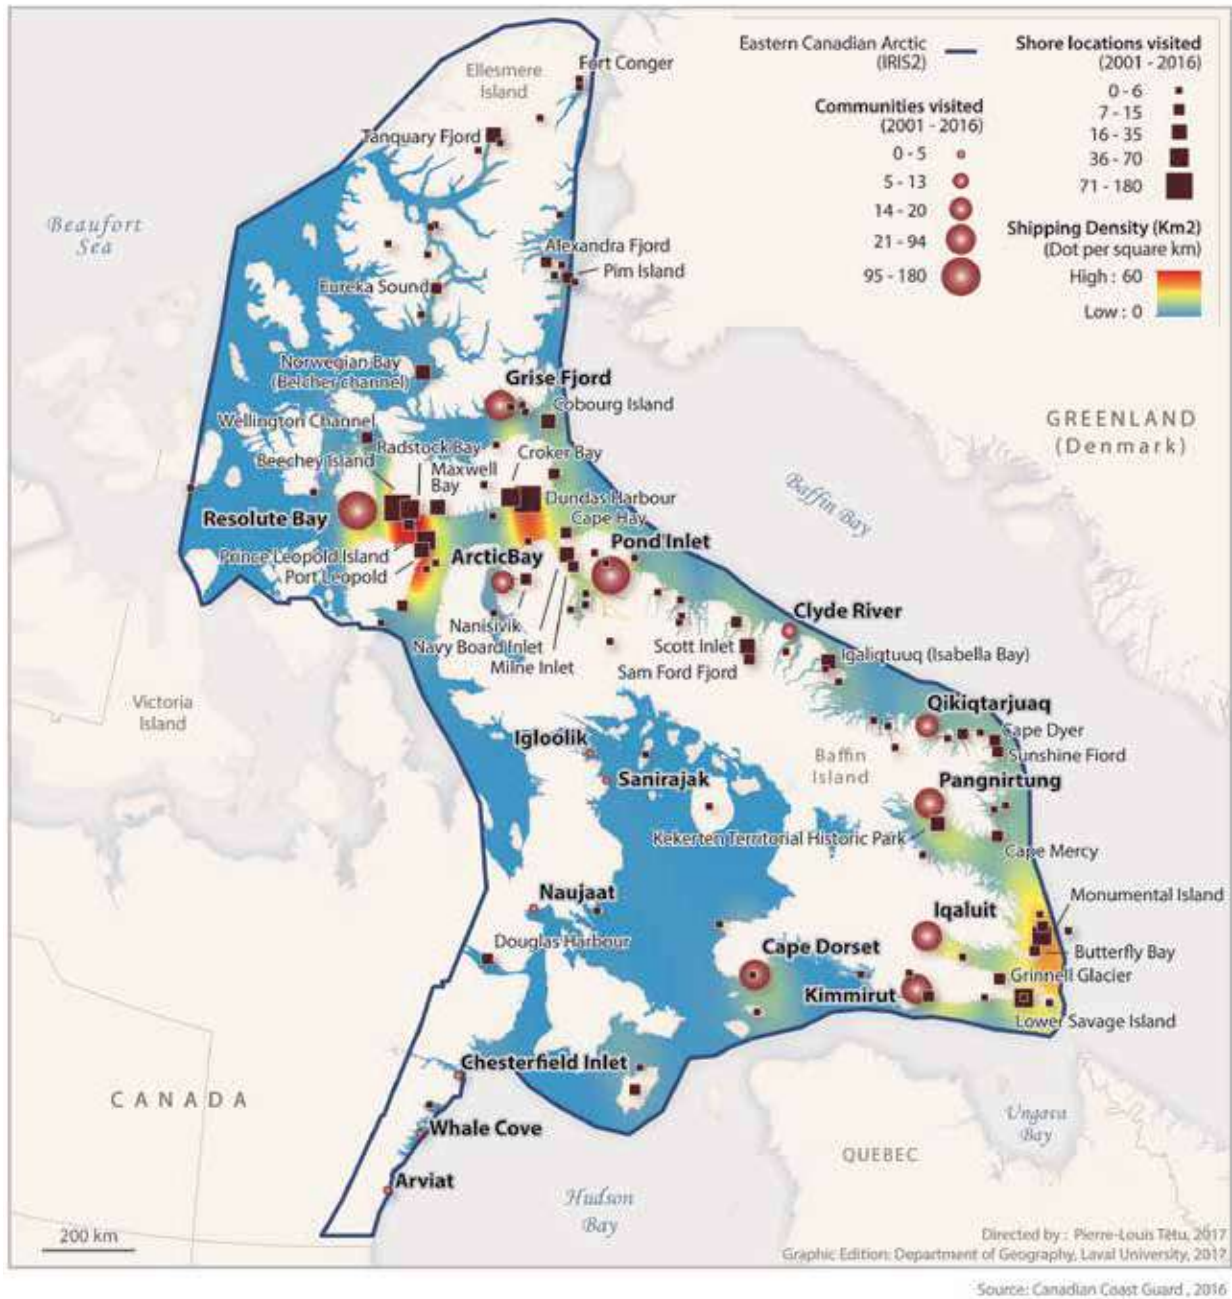 Eastern Canadian Arctic
(IRIS2)
Communities visited
(2001 - 2016)
0 - 5
5 - 13
14 - 20
21 - 94
95 - 180
Shore locations visited
(2001 - 2016)
0 - 6
7 - 15
16 - 35
36 - 70
71 - 180
Shipping Density (Km2)
(Dot per square km)
High : 60
Low : 0
Fort Conger
Ellesmere
Island
Tanquary Fjord
Beaufort
Sea
Alexandra Fjord
Pim Island
Eureka Sound
Norwegian Bay
(Belcher channel)
Grise Fjord
Cobourg Island
Wellington Channel
Radstock Bay
Croker Bay
Beechey Island
Maxwell
Bay
Dundas Harbour
Resolute Bay
Cape Hay
Prince Leopold Island
ArcticBay
Pond Inlet
Port Leopold
GREENLAND
(Denmark)
Baffin Bay
Clyde River
Nanisivik
Navy Board Inlet
Milne Inlet
Scott Inlet
Sam Ford Fjord
Igaliqtuuq (Isabella Bay)
Victoria
Island
Qikiqtarjuaq
Igloolik
Cape Dyer
Baffin
Island
Sunshine Fiord
Sanirajak
Pangnirtung
Kekerten Territorial Historic Park
Cape Mercy
Naujaat
Iqaluit
Monumental Island
Douglas Harbour
Cape Dorset
Butterfly Bay
Grinnell Glacier
Kimmirut
Lower Savage Island
Chesterfield Inlet
CANADA
Whale Cove
Ungava
Bay
QUEBEC
Arviat
Hudson
Bay
200 km
Directed by : Pierre-Louis Têtu, 2017
Graphic Edition: Department of Geography, Laval University, 2017
Source: Canadian Coast Guard , 2016